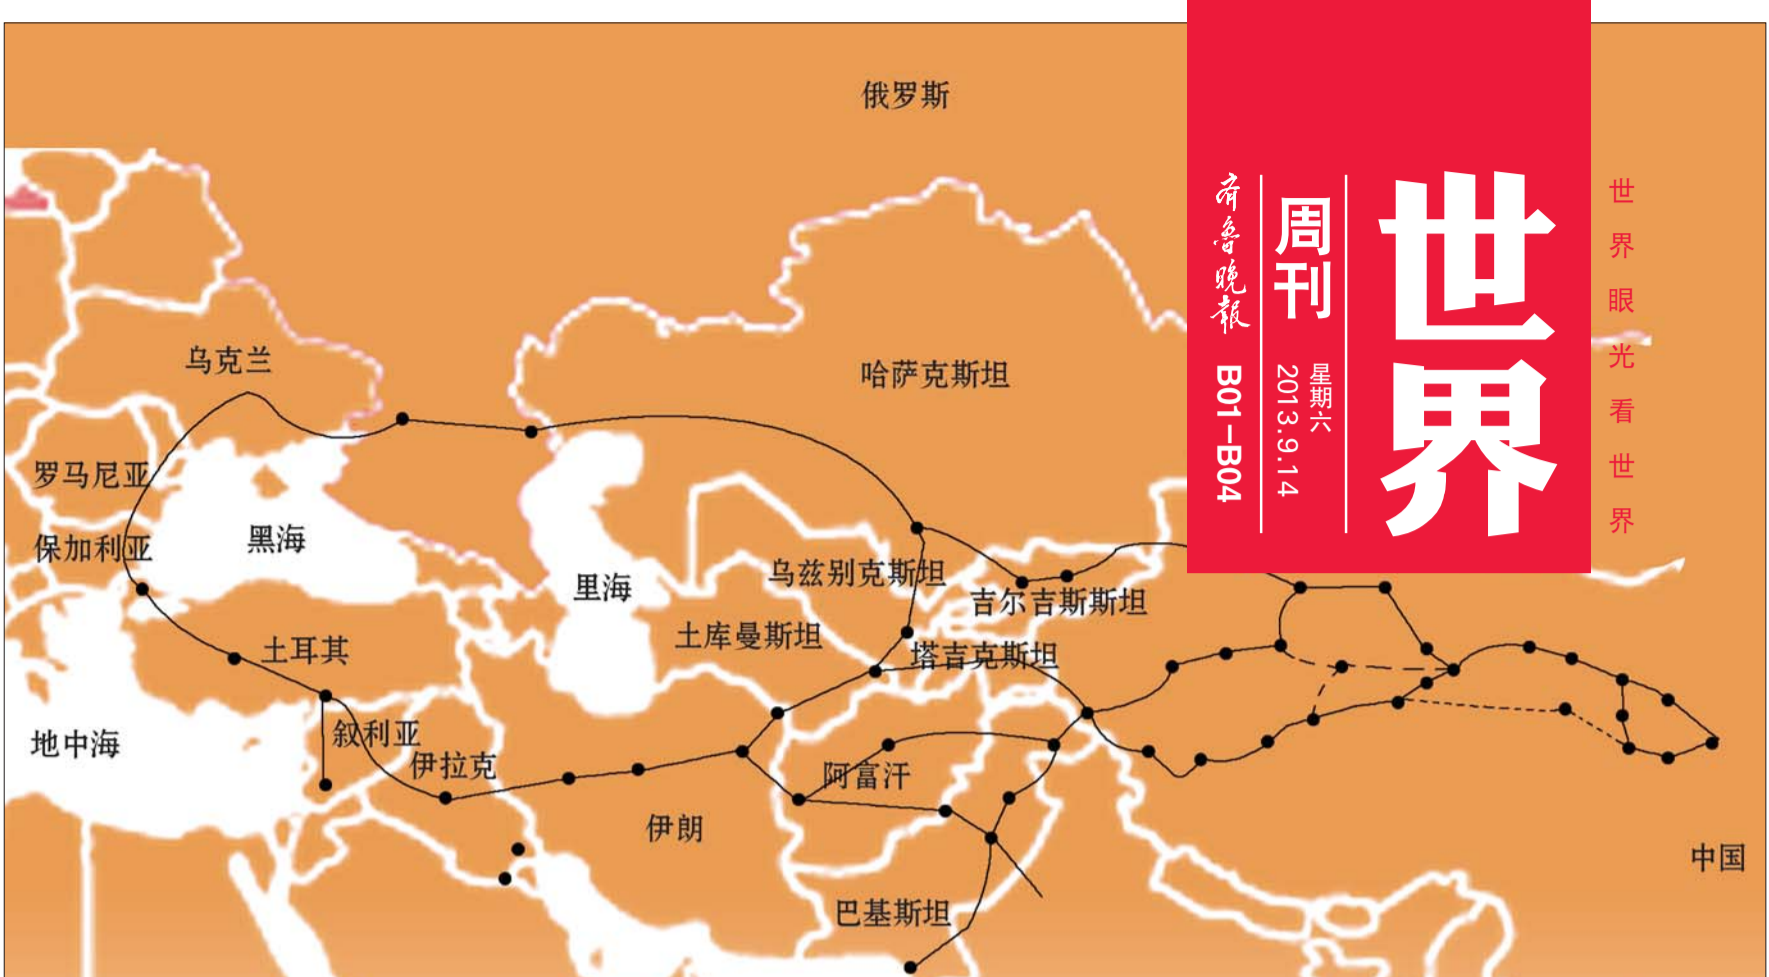 俄罗斯
齐鲁晚报
周刊
世界
星期六
2013.9.14
B01-B04
世界眼光看世界
乌克兰
哈萨克斯坦
罗马尼亚
保加利亚
黑海
里海
乌兹别克斯坦
吉尔吉斯斯坦
土耳其
土库曼斯坦
塔吉克斯坦
地中海
叙利亚
伊拉克
阿富汗
伊朗
中国
巴基斯坦